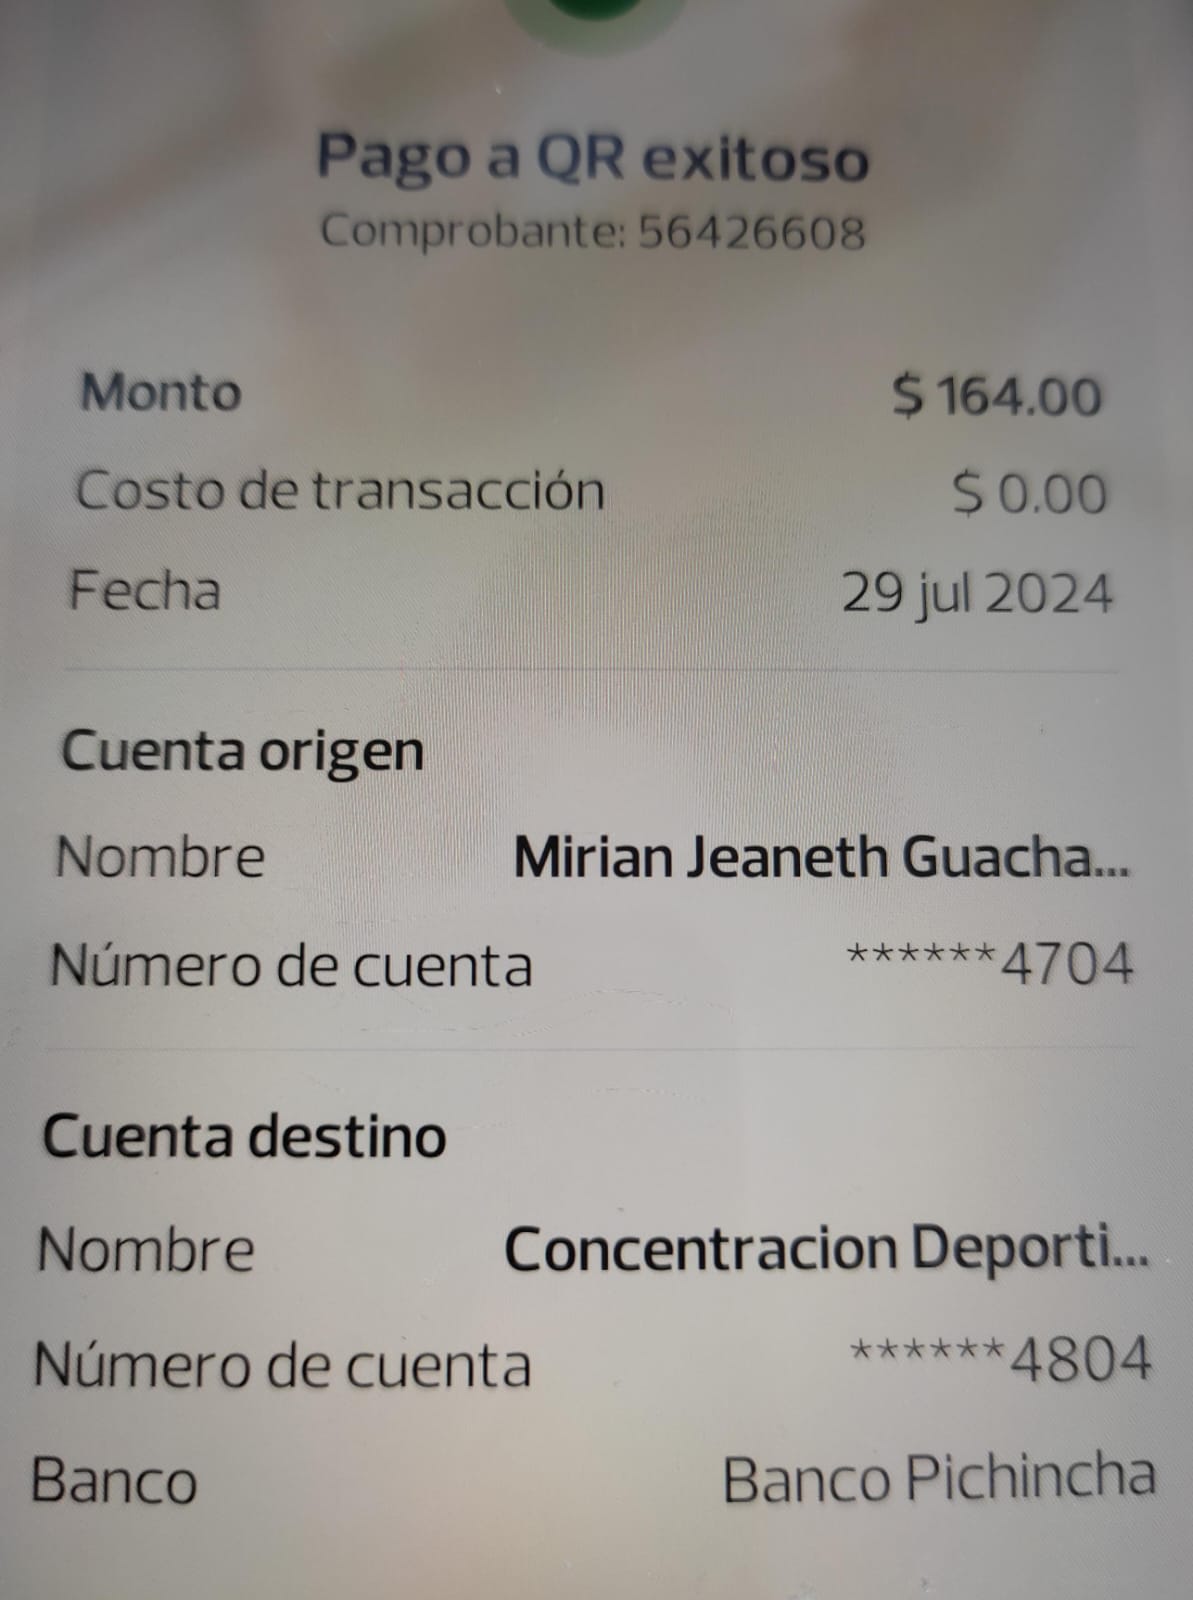 Pago a QR exitoso
Comprobante: 56426608
Monto $ 164.00
Costo de transacción $ 0.00
Fecha 29 jul 2024
Cuenta origen
Nombre Mirian Jeaneth Guacha...
Número de cuenta ******4704
Cuenta destino
Nombre Concentracion Deporti...
Número de cuenta ******4804
Banco Banco Pichincha